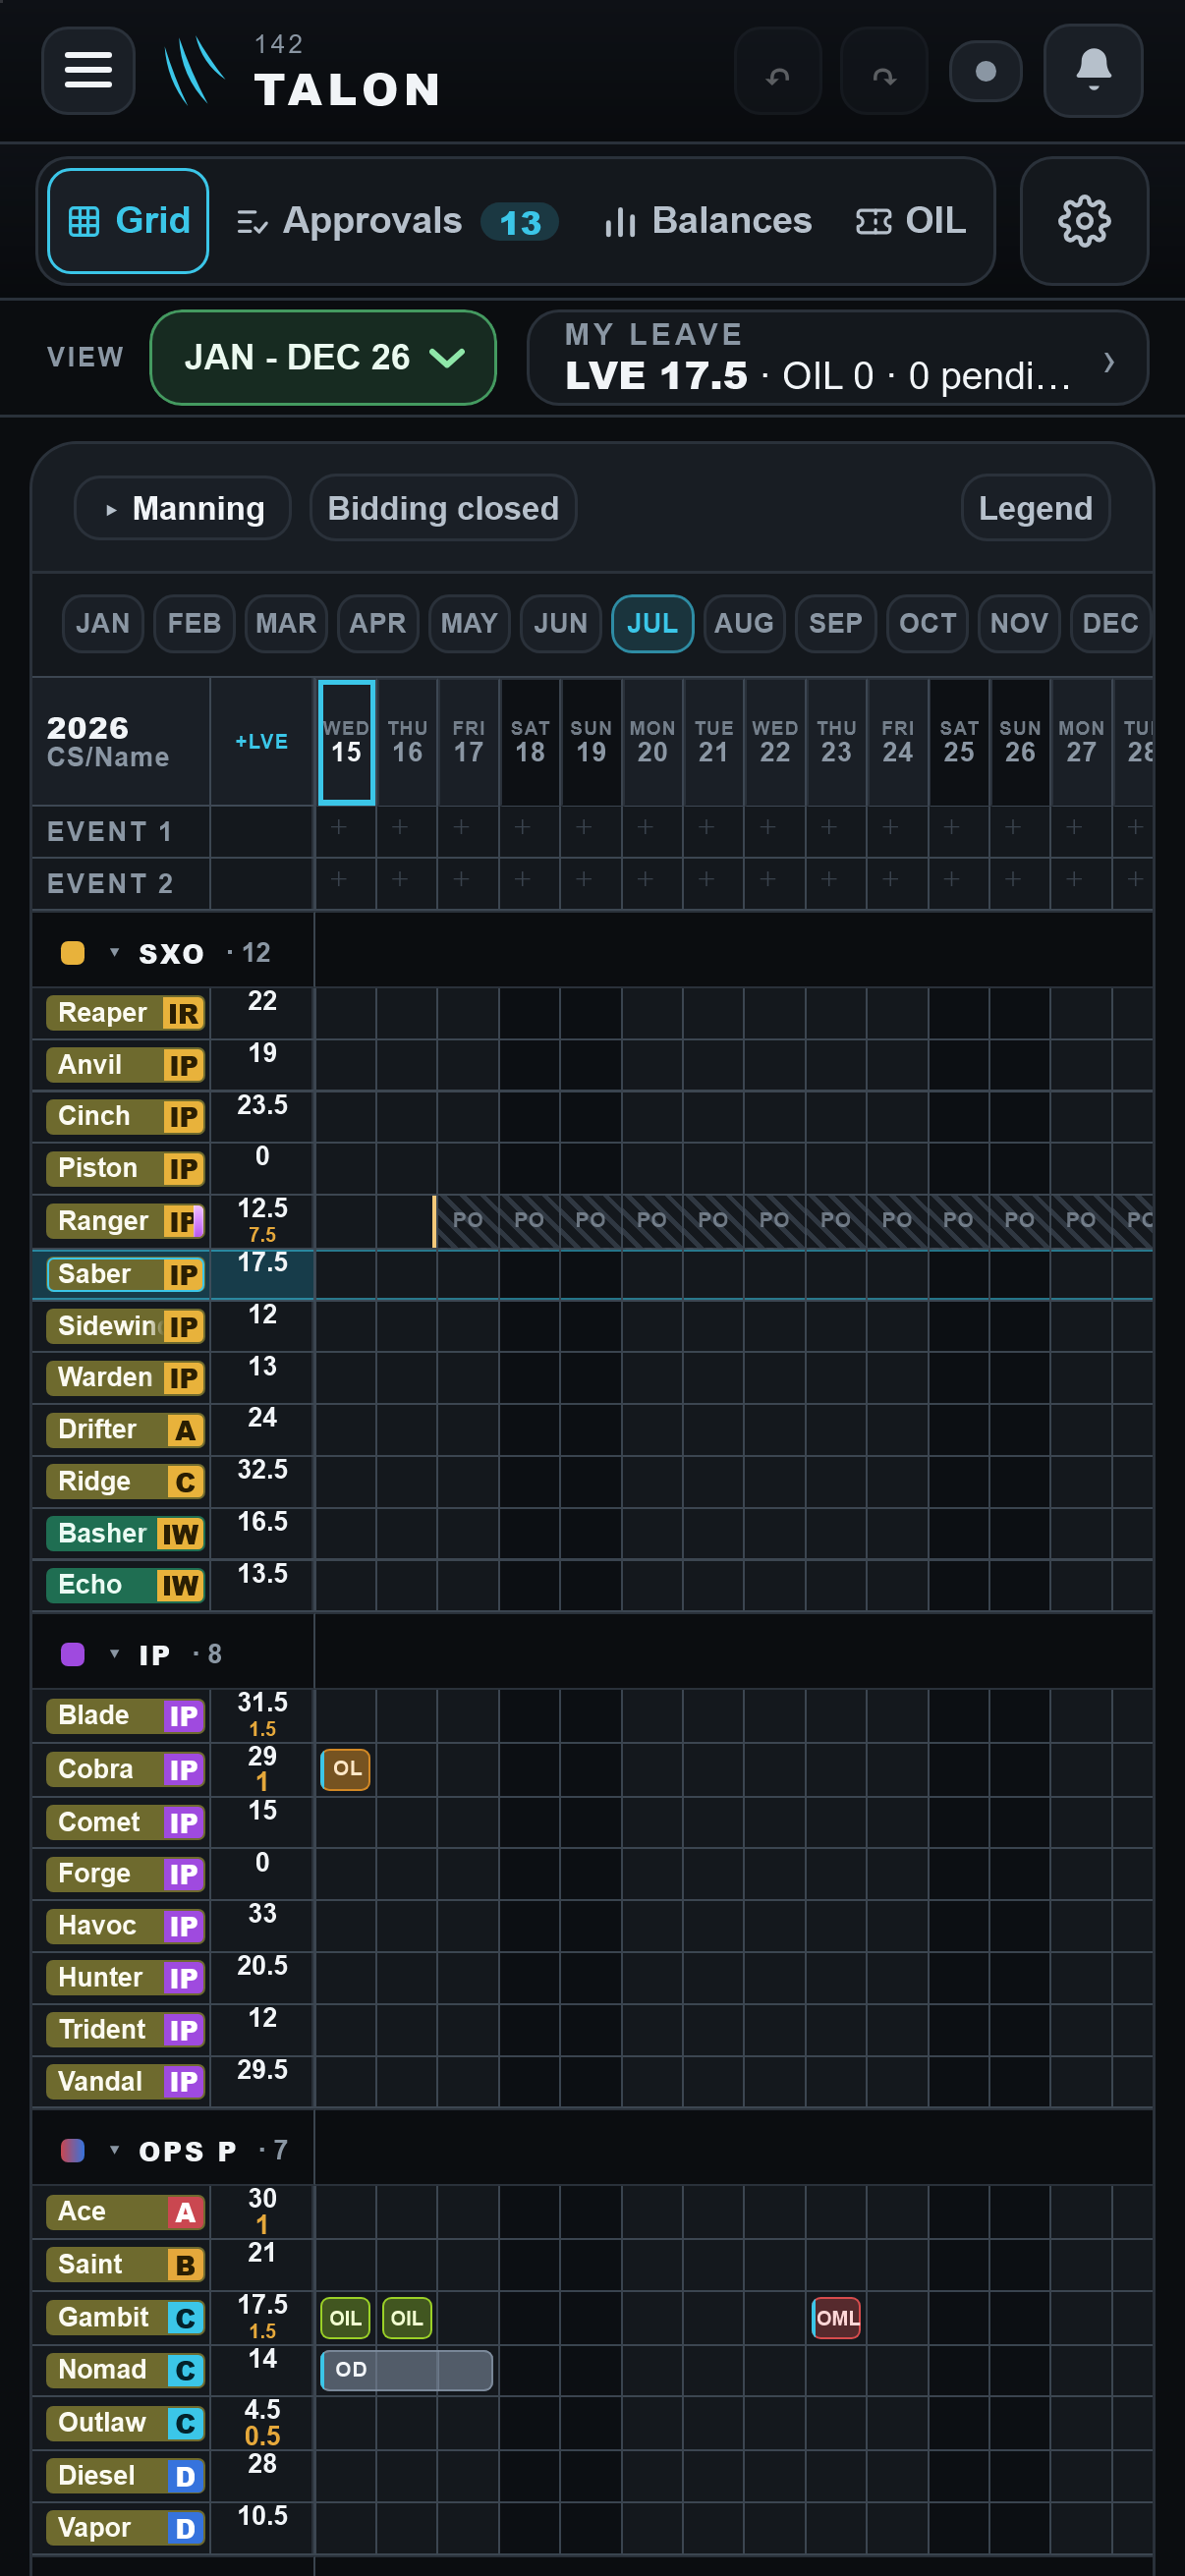 142
TALON
Grid
Approvals 13
Balances
OIL
VIEW
JAN - DEC 26
MY LEAVE
LVE 17.5 · OIL 0 · 0 pendi…
Manning
Bidding closed
Legend
JAN FEB MAR APR MAY JUN JUL AUG SEP OCT NOV DEC
2026
CS/Name
+LVE
WED 15
THU 16
FRI 17
SAT 18
SUN 19
MON 20
TUE 21
WED 22
THU 23
FRI 24
SAT 25
SUN 26
MON 27
TUE 28
EVENT 1 + + + + + + + + + + + + + +
EVENT 2 + + + + + + + + + + + + + +
SXO · 12
Reaper IR 22
Anvil IP 19
Cinch IP 23.5
Piston IP 0
Ranger IP 12.5 7.5 PO PO PO PO PO PO PO PO PO PO PO PO
Saber IP 17.5
Sidewin IP 12
Warden IP 13
Drifter A 24
Ridge C 32.5
Basher IW 16.5
Echo IW 13.5
IP · 8
Blade IP 31.5 1.5
Cobra IP 29 1 OL
Comet IP 15
Forge IP 0
Havoc IP 33
Hunter IP 20.5
Trident IP 12
Vandal IP 29.5
OPS P · 7
Ace A 30 1
Saint B 21
Gambit C 17.5 1.5 OIL OIL OML
Nomad C 14 OD
Outlaw C 4.5 0.5
Diesel D 28
Vapor D 10.5